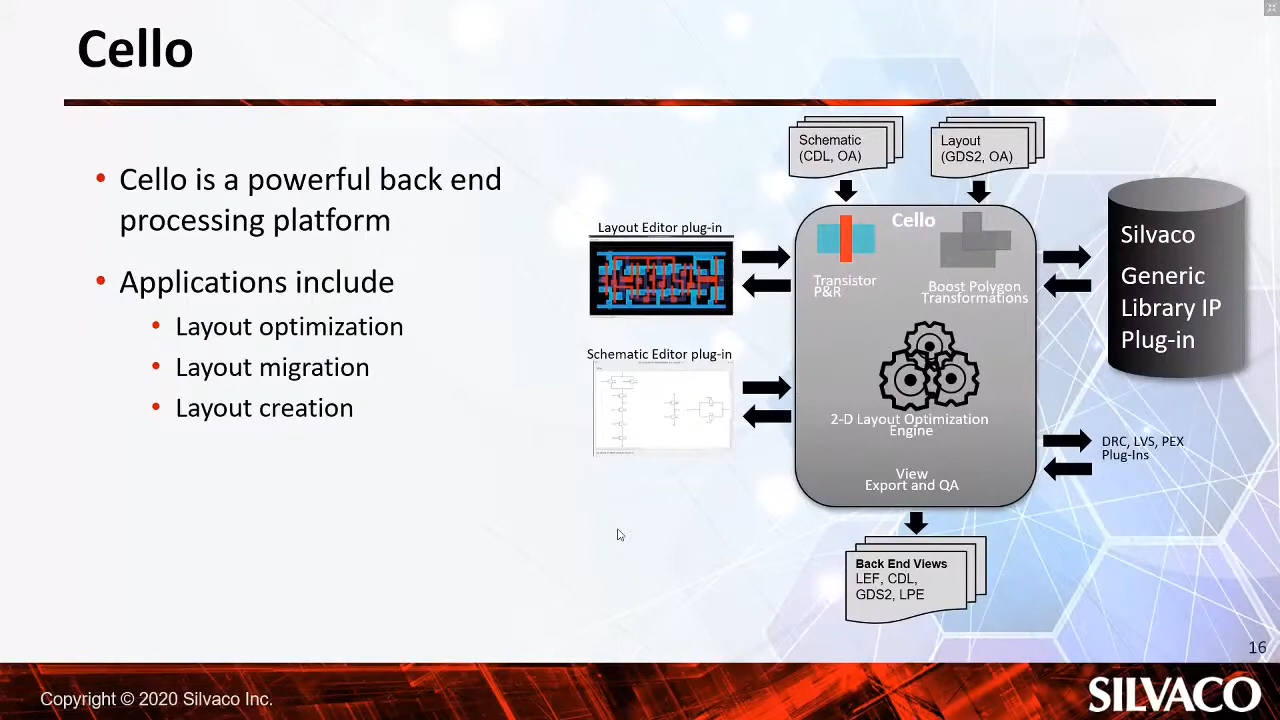 Cello
• Cello is a powerful back end
processing platform
• Applications include
• Layout optimization
• Layout migration
• Layout creation
Schematic
(CDL, OA)
Layout
(GDS2, OA)
Layout Editor plug-in
Schematic Editor plug-in
Cello
Transistor
P&R
Boost Polygon
Transformations
2-D Layout Optimization
Engine
View
Export and QA
Silvaco
Generic
Library IP
Plug-in
DRC, LVS, PEX
Plug-Ins
Back End Views
LEF, CDL,
GDS2, LPE
16
Copyright © 2020 Silvaco Inc.
SILVACO